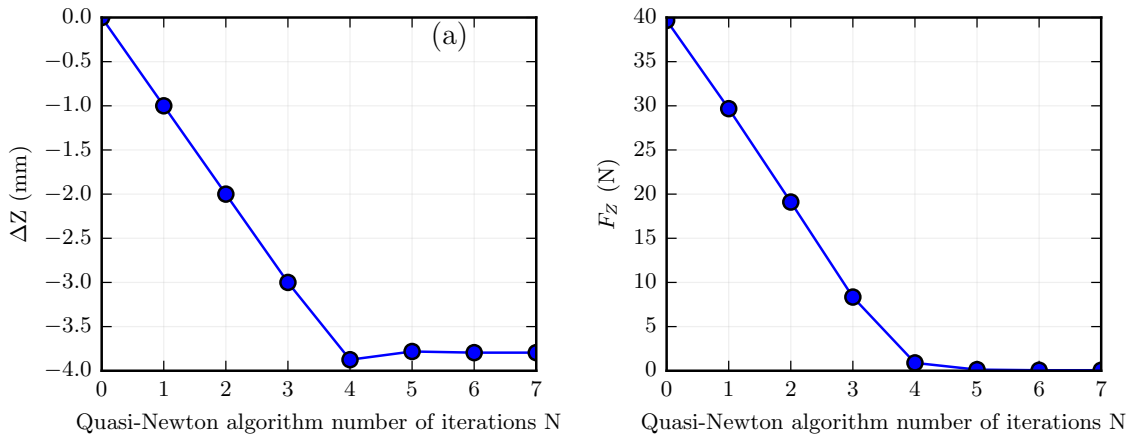 (a)
ΔZ (mm)
0.0
−0.5
−1.0
−1.5
−2.0
−2.5
−3.0
−3.5
−4.0
0 1 2 3 4 5 6 7
Quasi-Newton algorithm number of iterations N
F_Z (N)
40
35
30
25
20
15
10
5
0
0 1 2 3 4 5 6 7
Quasi-Newton algorithm number of iterations N